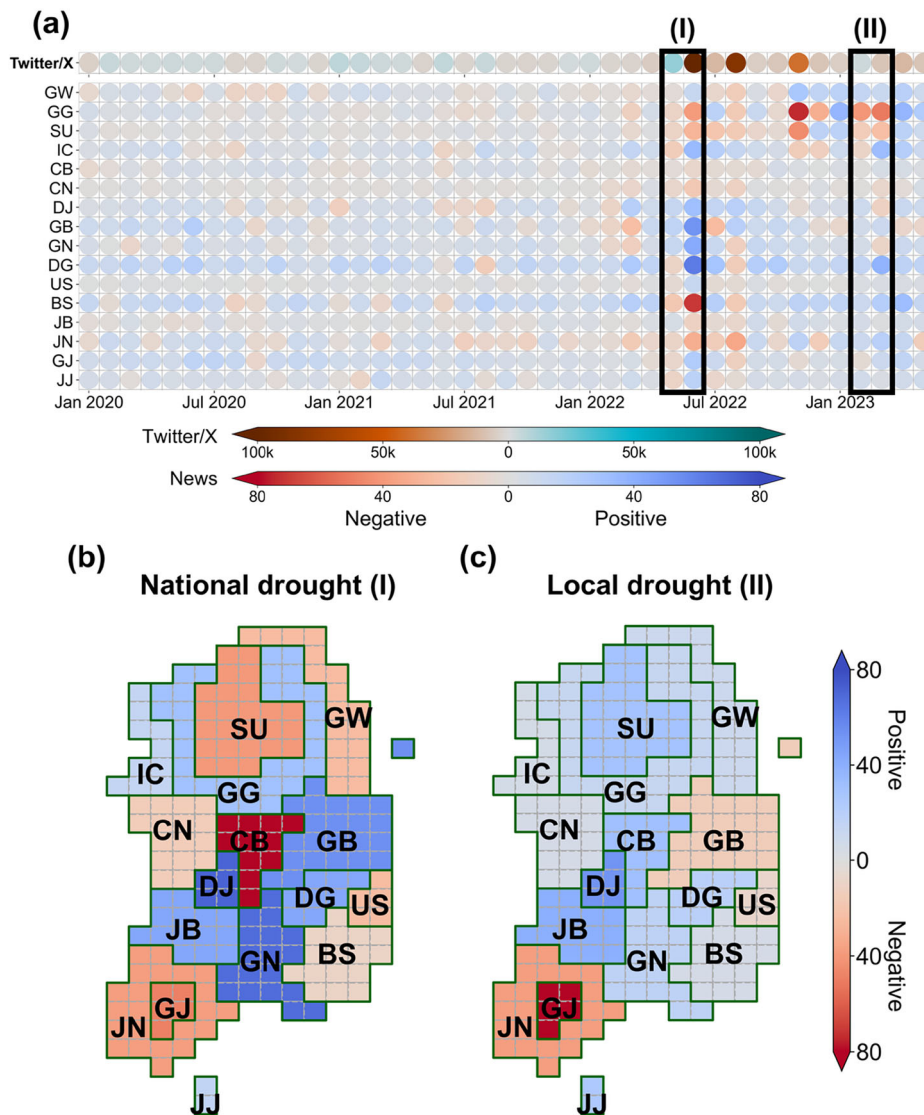 (a)
(I)
(II)
Twitter/X
GW
GG
SU
IC
CB
CN
DJ
GB
GN
DG
US
BS
JB
JN
GJ
JJ
Jan 2020 Jul 2020 Jan 2021 Jul 2021 Jan 2022 Jul 2022 Jan 2023
Twitter/X
100k 50k 0 50k 100k
News
80 40 0 40 80
Negative Positive
(b)
National drought (I)
SU
GW
IC
GG
CN
CB
GB
DJ
DG
US
JB
GN
BS
GJ
JN
JJ
(c)
Local drought (II)
SU
GW
IC
GG
CN
CB
GB
DJ
DG
US
JB
GN
BS
GJ
JN
JJ
80
40
0
40
80
Positive
Negative